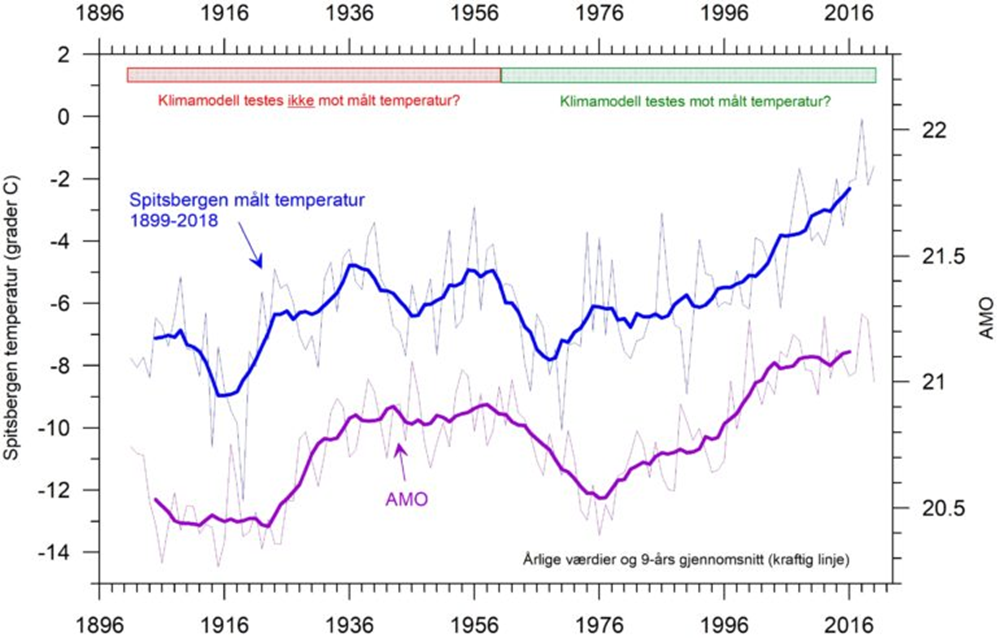 1896 1916 1936 1956 1976 1996 2016
2
0
-2
-4
-6
-8
-10
-12
-14
Spitsbergen temperatur (grader C)
Klimamodell testes ikke mot målt temperatur?
Klimamodell testes mot målt temperatur?
Spitsbergen målt temperatur
1899-2018
AMO
Årlige værdier og 9-års gjennomsnitt (kraftig linje)
22
21.5
21
20.5
AMO
1896 1916 1936 1956 1976 1996 2016